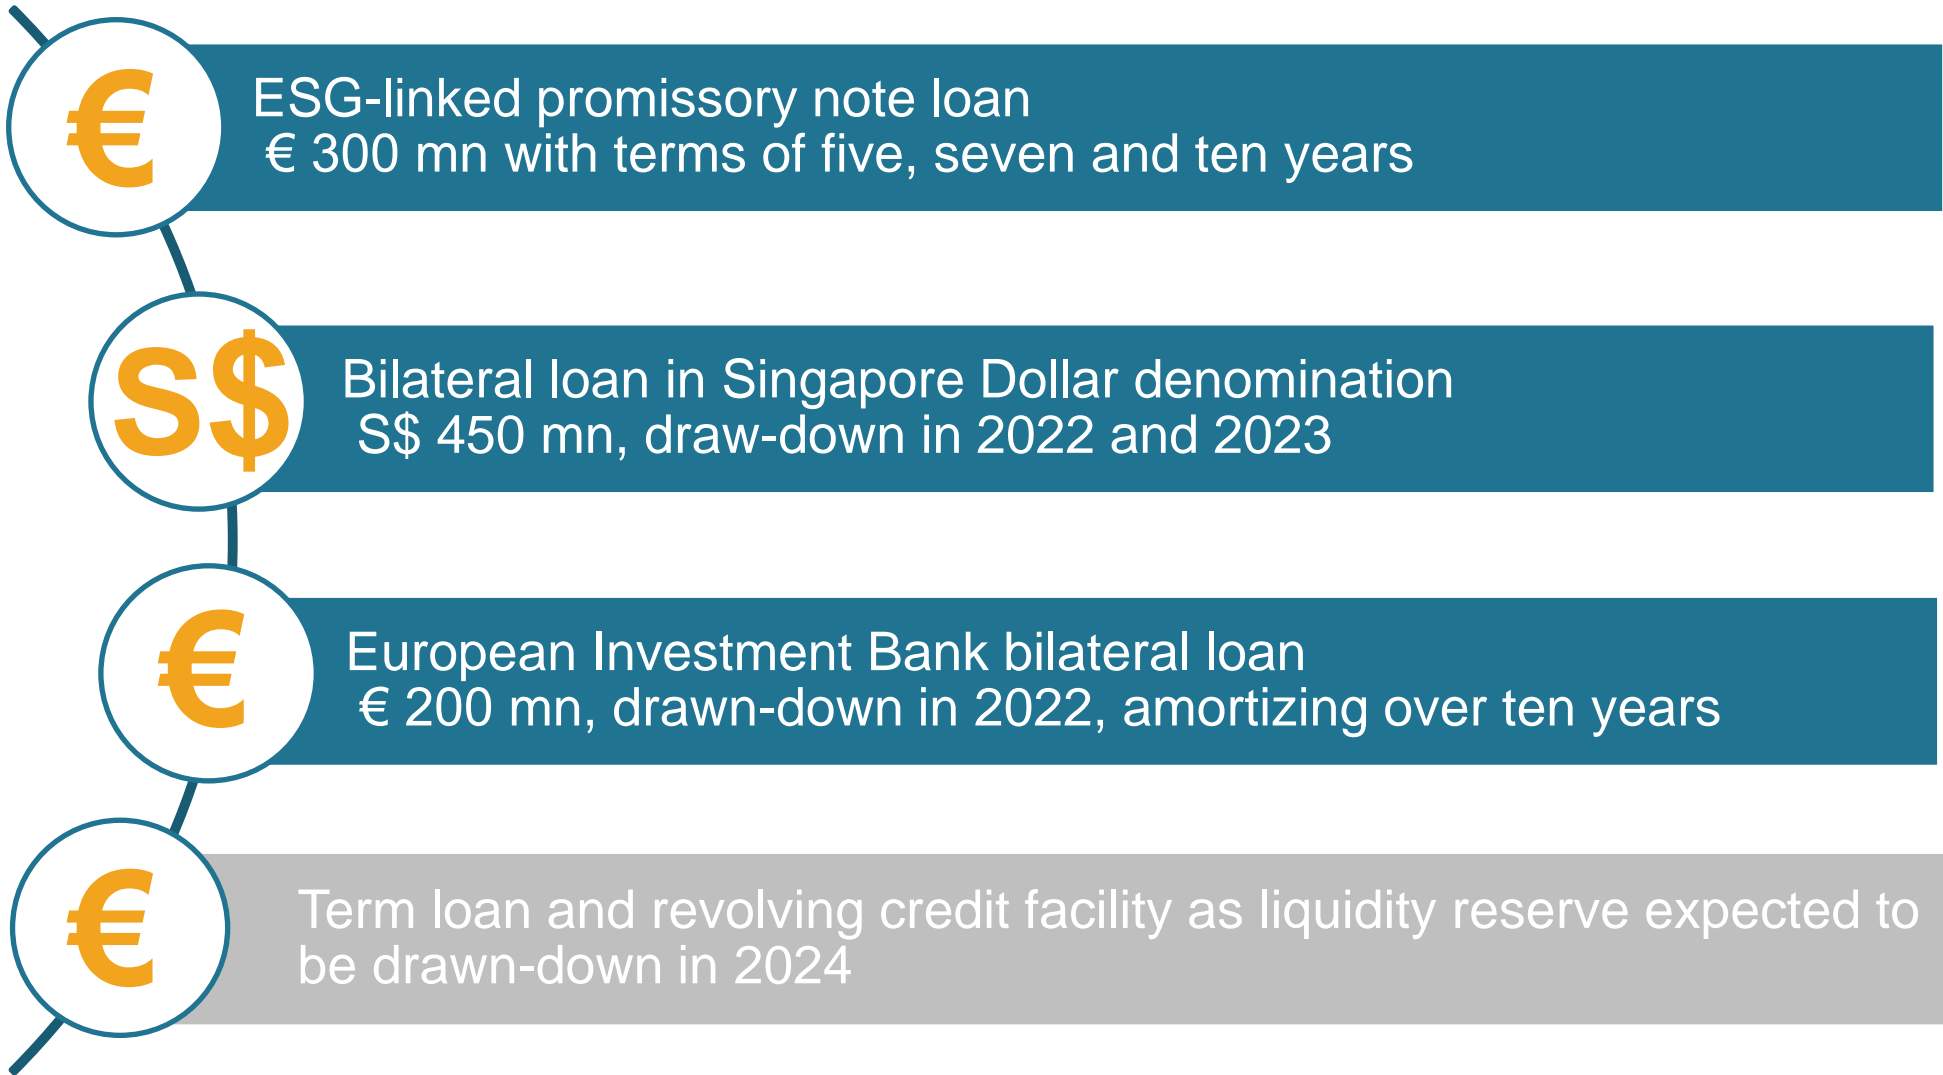 €
ESG-linked promissory note loan
€ 300 mn with terms of five, seven and ten years
S$
Bilateral loan in Singapore Dollar denomination
S$ 450 mn, draw-down in 2022 and 2023
€
European Investment Bank bilateral loan
€ 200 mn, drawn-down in 2022, amortizing over ten years
€
Term loan and revolving credit facility as liquidity reserve expected to
be drawn-down in 2024